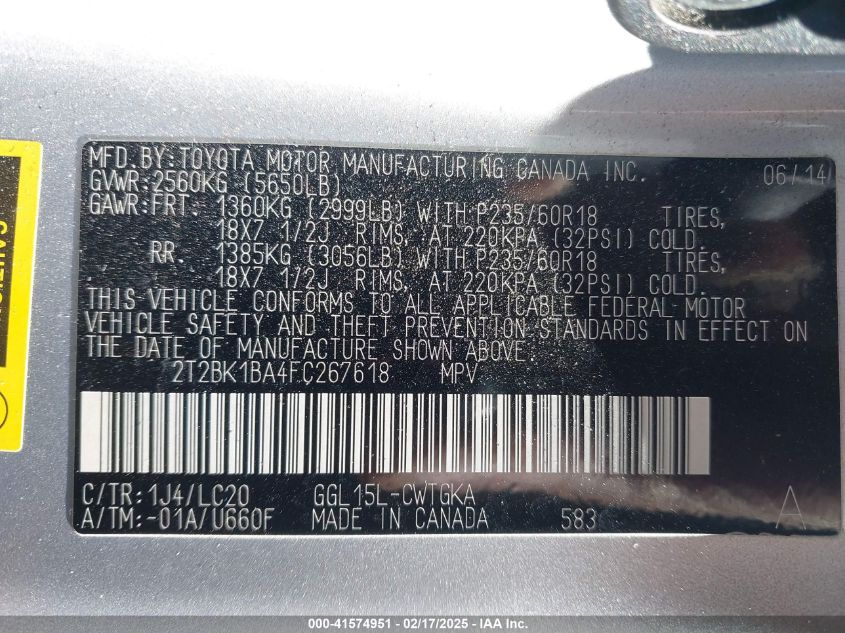 MFD.BY:TOYOTA MOTOR MANUFACTURING CANADA INC. 06/14
GVWR:2560KG (5650LB)
GAWR:FRT. 1360KG (2999LB) WITH P235/60R18 TIRES,
18X7 1/2J RIMS, AT 220KPA (32PSI) COLD.
RR. 1385KG (3056LB) WITH P235/60R18 TIRES,
18X7 1/2J RIMS, AT 220KPA (32PSI) COLD.
THIS VEHICLE CONFORMS TO ALL APPLICABLE FEDERAL MOTOR
VEHICLE SAFETY AND THEFT PREVENTION STANDARDS IN EFFECT ON
THE DATE OF MANUFACTURE SHOWN ABOVE.
2T2BK1BA4FC267618 MPV
C/TR:1J4/LC20 GGL15L-CWTGKA
A/TM:-01A/U660F MADE IN CANADA 583 A
000-41574951 - 02/17/2025 - IAA Inc.